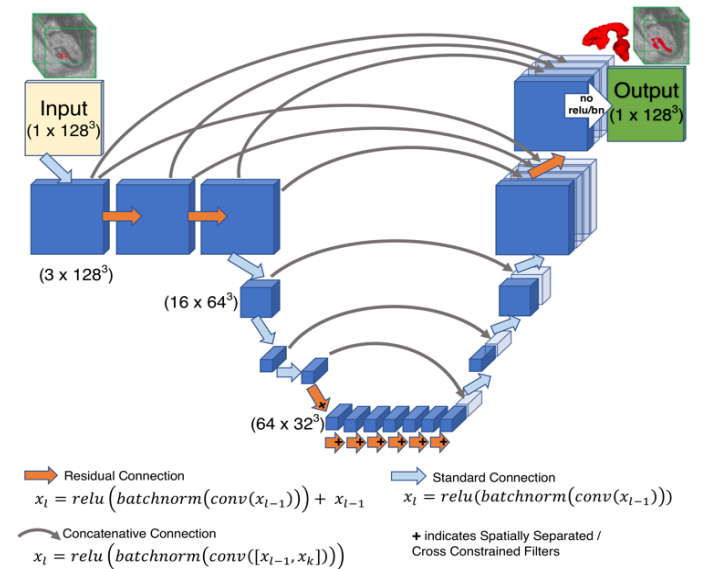 Input
(1 x 128³)
no
relu/bn
Output
(1 x 128³)
(3 x 128³)
(16 x 64³)
(64 x 32³)
+
+ + + + + +
Residual Connection
x_l = relu(batchnorm(conv(x_{l-1}))) + x_{l-1}
Standard Connection
x_l = relu(batchnorm(conv(x_{l-1})))
Concatenative Connection
x_l = relu(batchnorm(conv([x_{l-1}, x_k])))
+ indicates Spatially Separated /
Cross Constrained Filters